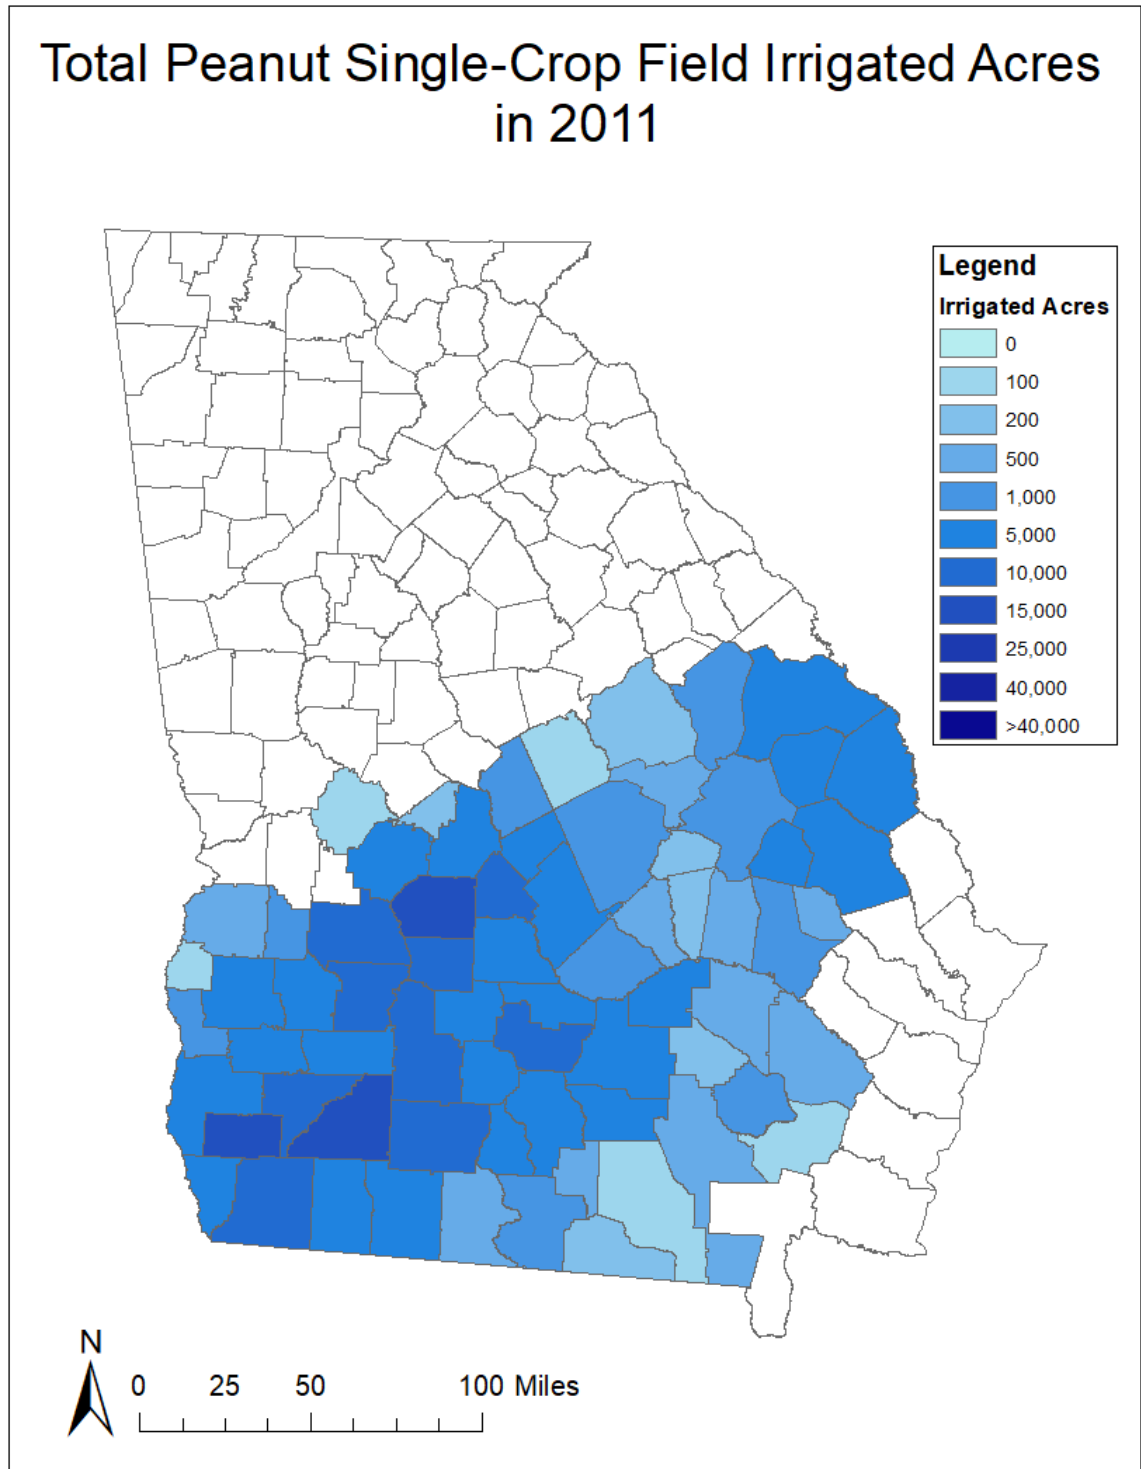 Total Peanut Single-Crop Field Irrigated Acres
in 2011
Legend
Irrigated Acres
0
100
200
500
1,000
5,000
10,000
15,000
25,000
40,000
>40,000
N
0 25 50 100 Miles